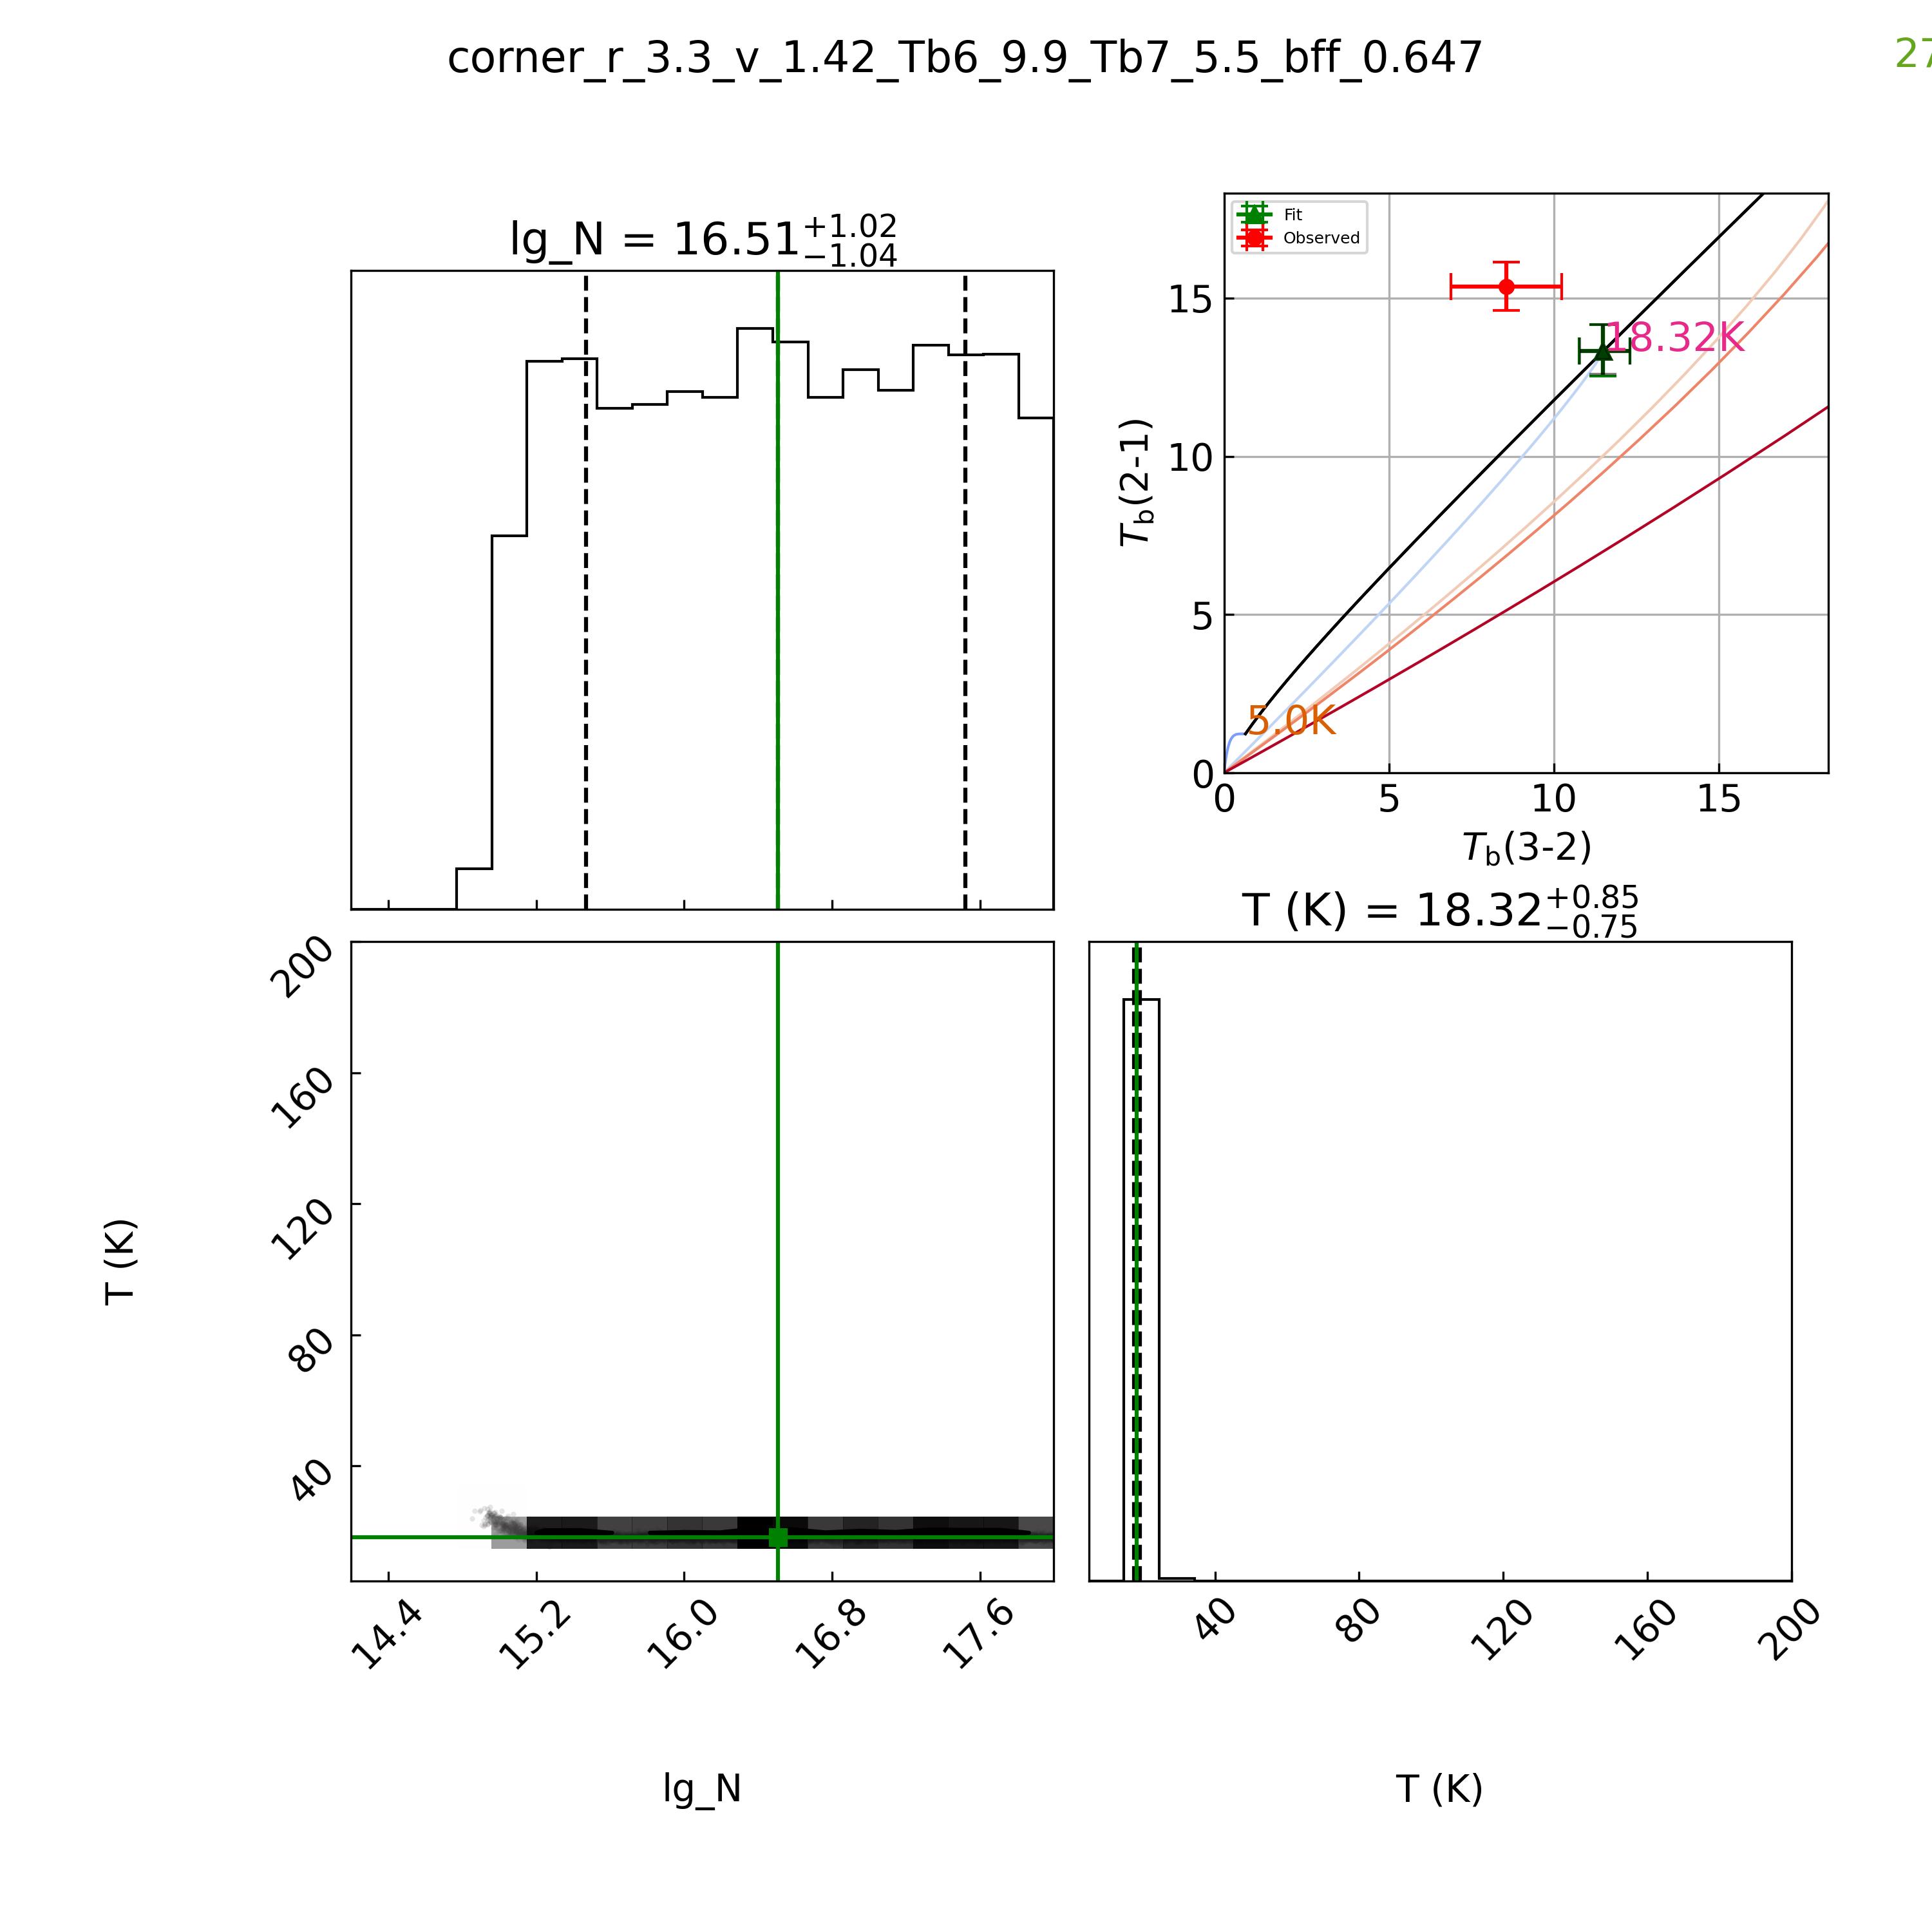 corner_r_3.3_v_1.42_Tb6_9.9_Tb7_5.5_bff_0.647
27
lg_N = 16.51 +1.02 −1.04
Fit
Observed
15
10
5
0
0 5 10 15
T_b(2-1)
T_b(3-2)
18.32K
5.0K
T (K) = 18.32 +0.85 −0.75
200
160
120
80
40
T (K)
14.4 15.2 16.0 16.8 17.6
40 80 120 160 200
lg_N
T (K)